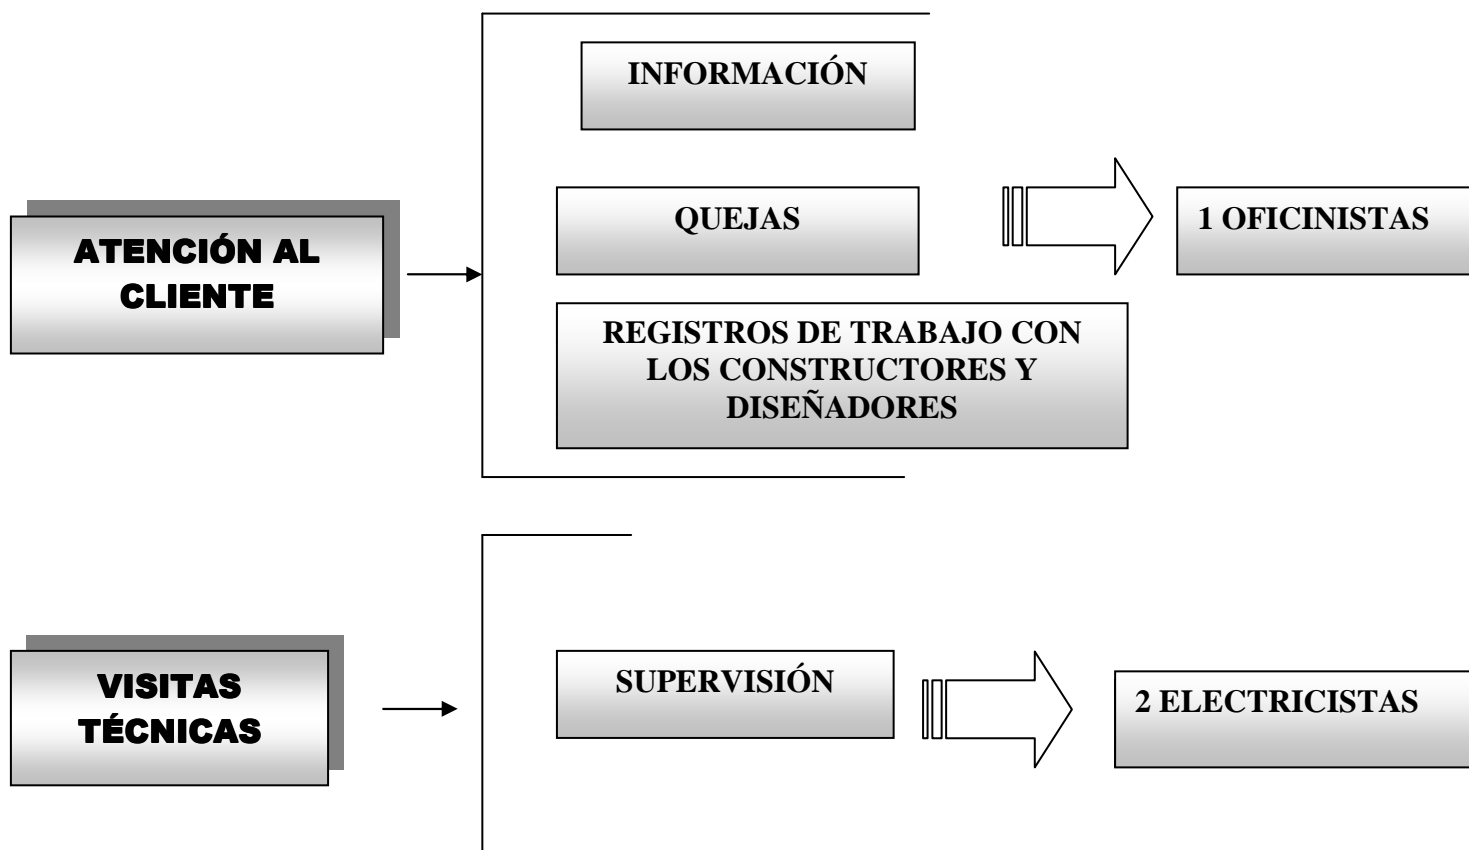 INFORMACIÓN
ATENCIÓN AL
CLIENTE
QUEJAS
1 OFICINISTAS
REGISTROS DE TRABAJO CON
LOS CONSTRUCTORES Y
DISEÑADORES
VISITAS
TÉCNICAS
SUPERVISIÓN
2 ELECTRICISTAS